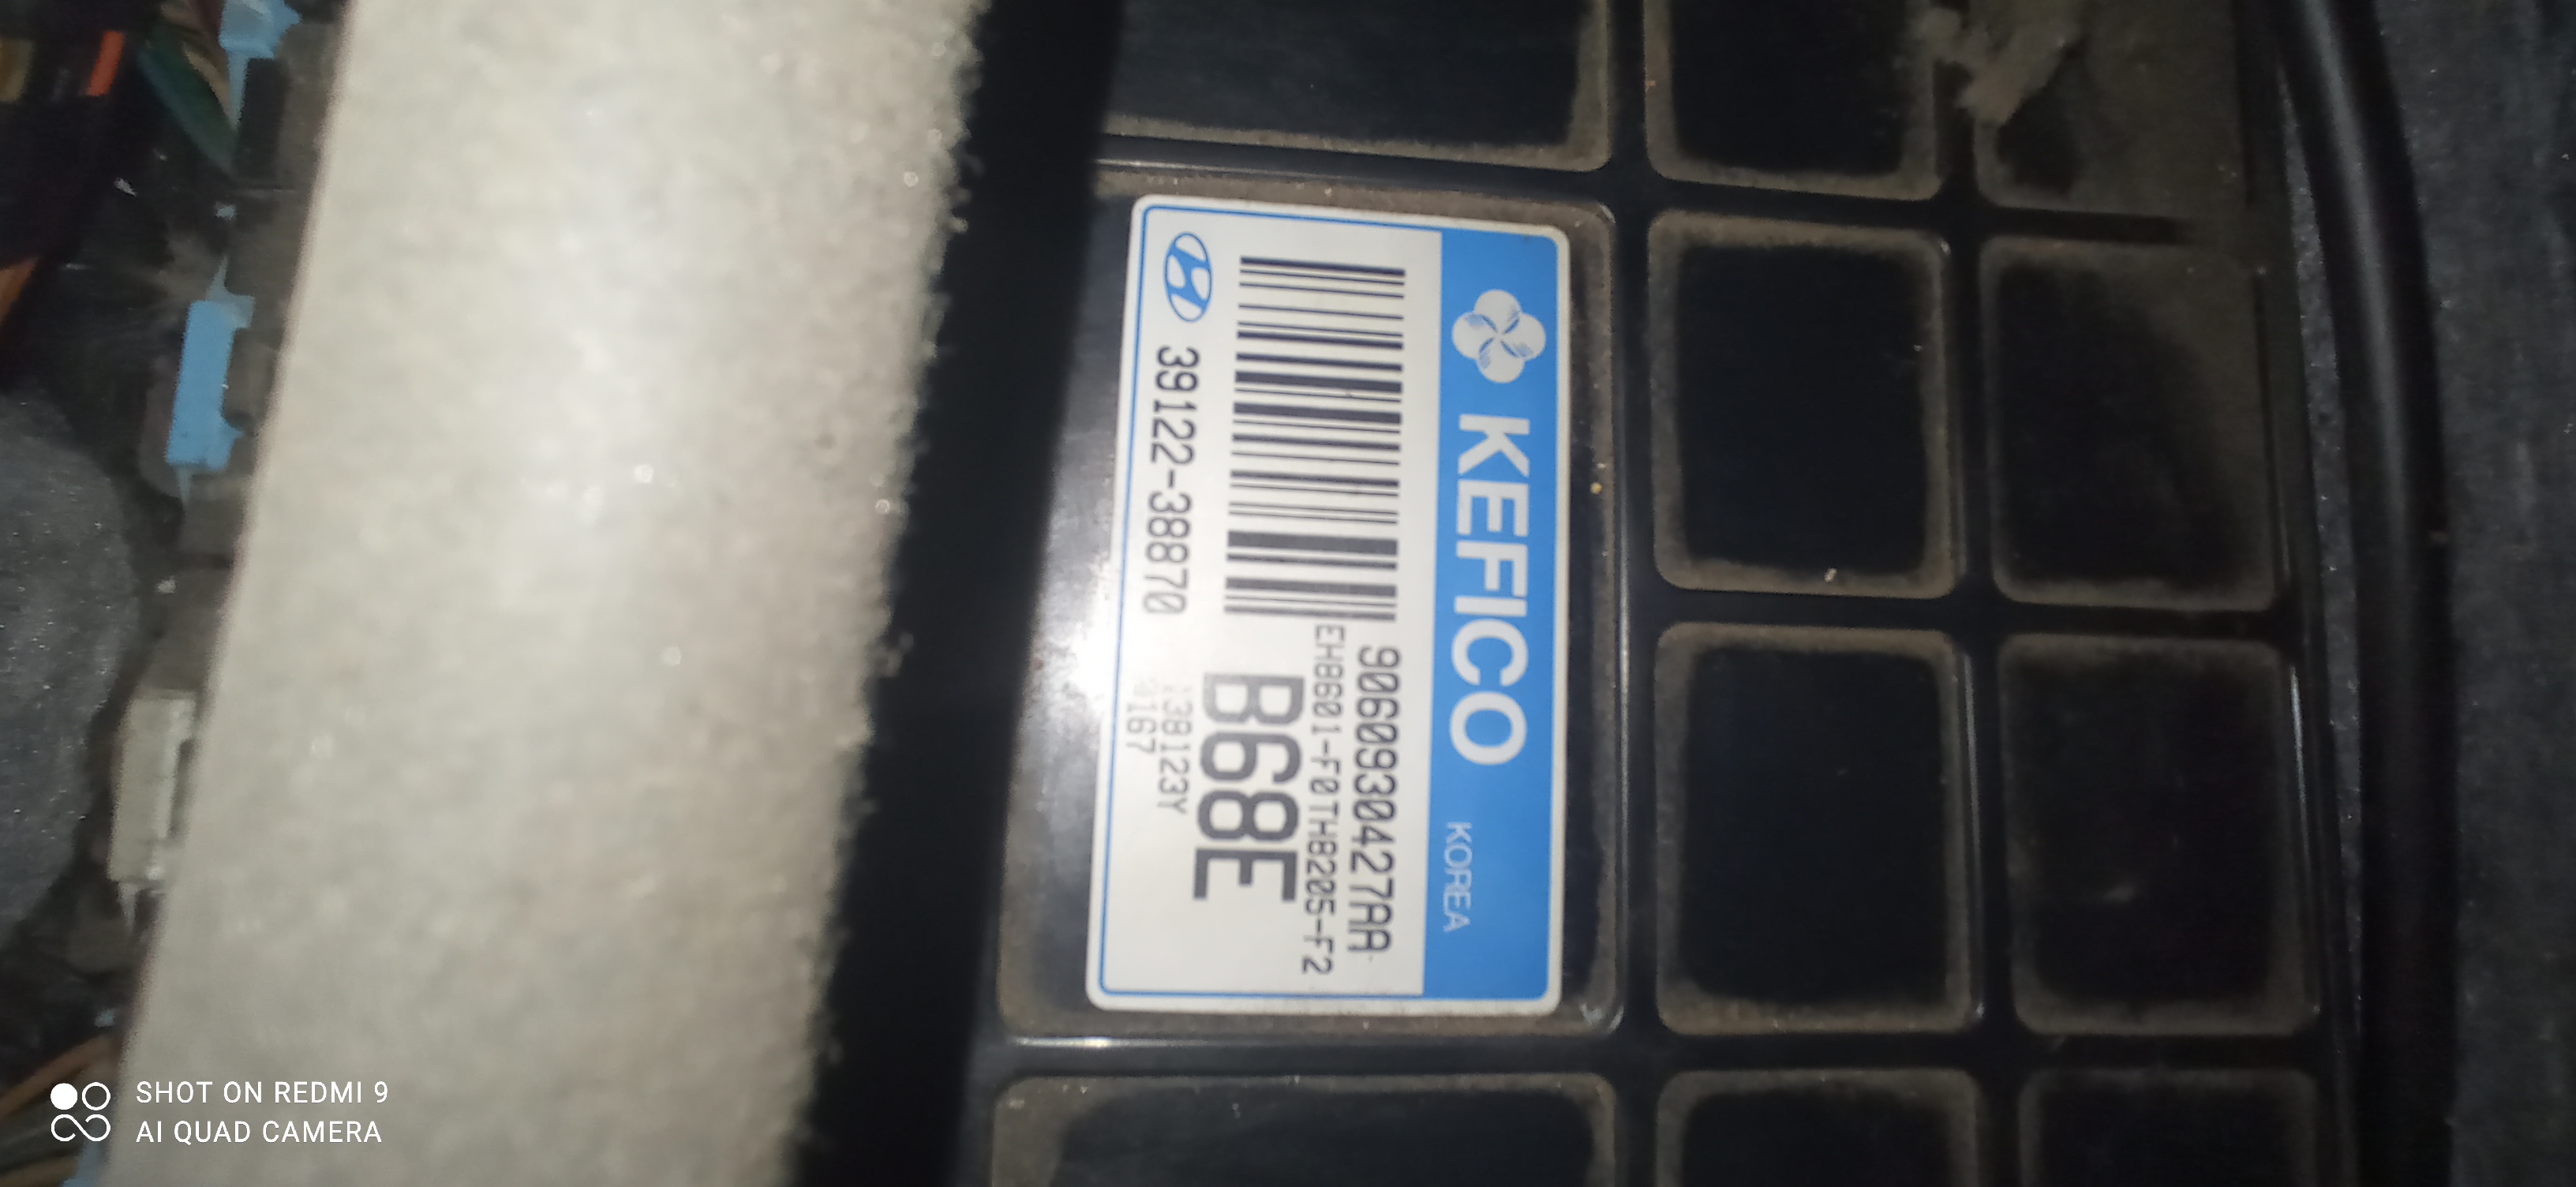 KEFICO KOREA
9060930427AA
EH8601-F0TH8205-F2
B68E
39122-38870
SHOT ON REDMI 9
AI QUAD CAMERA